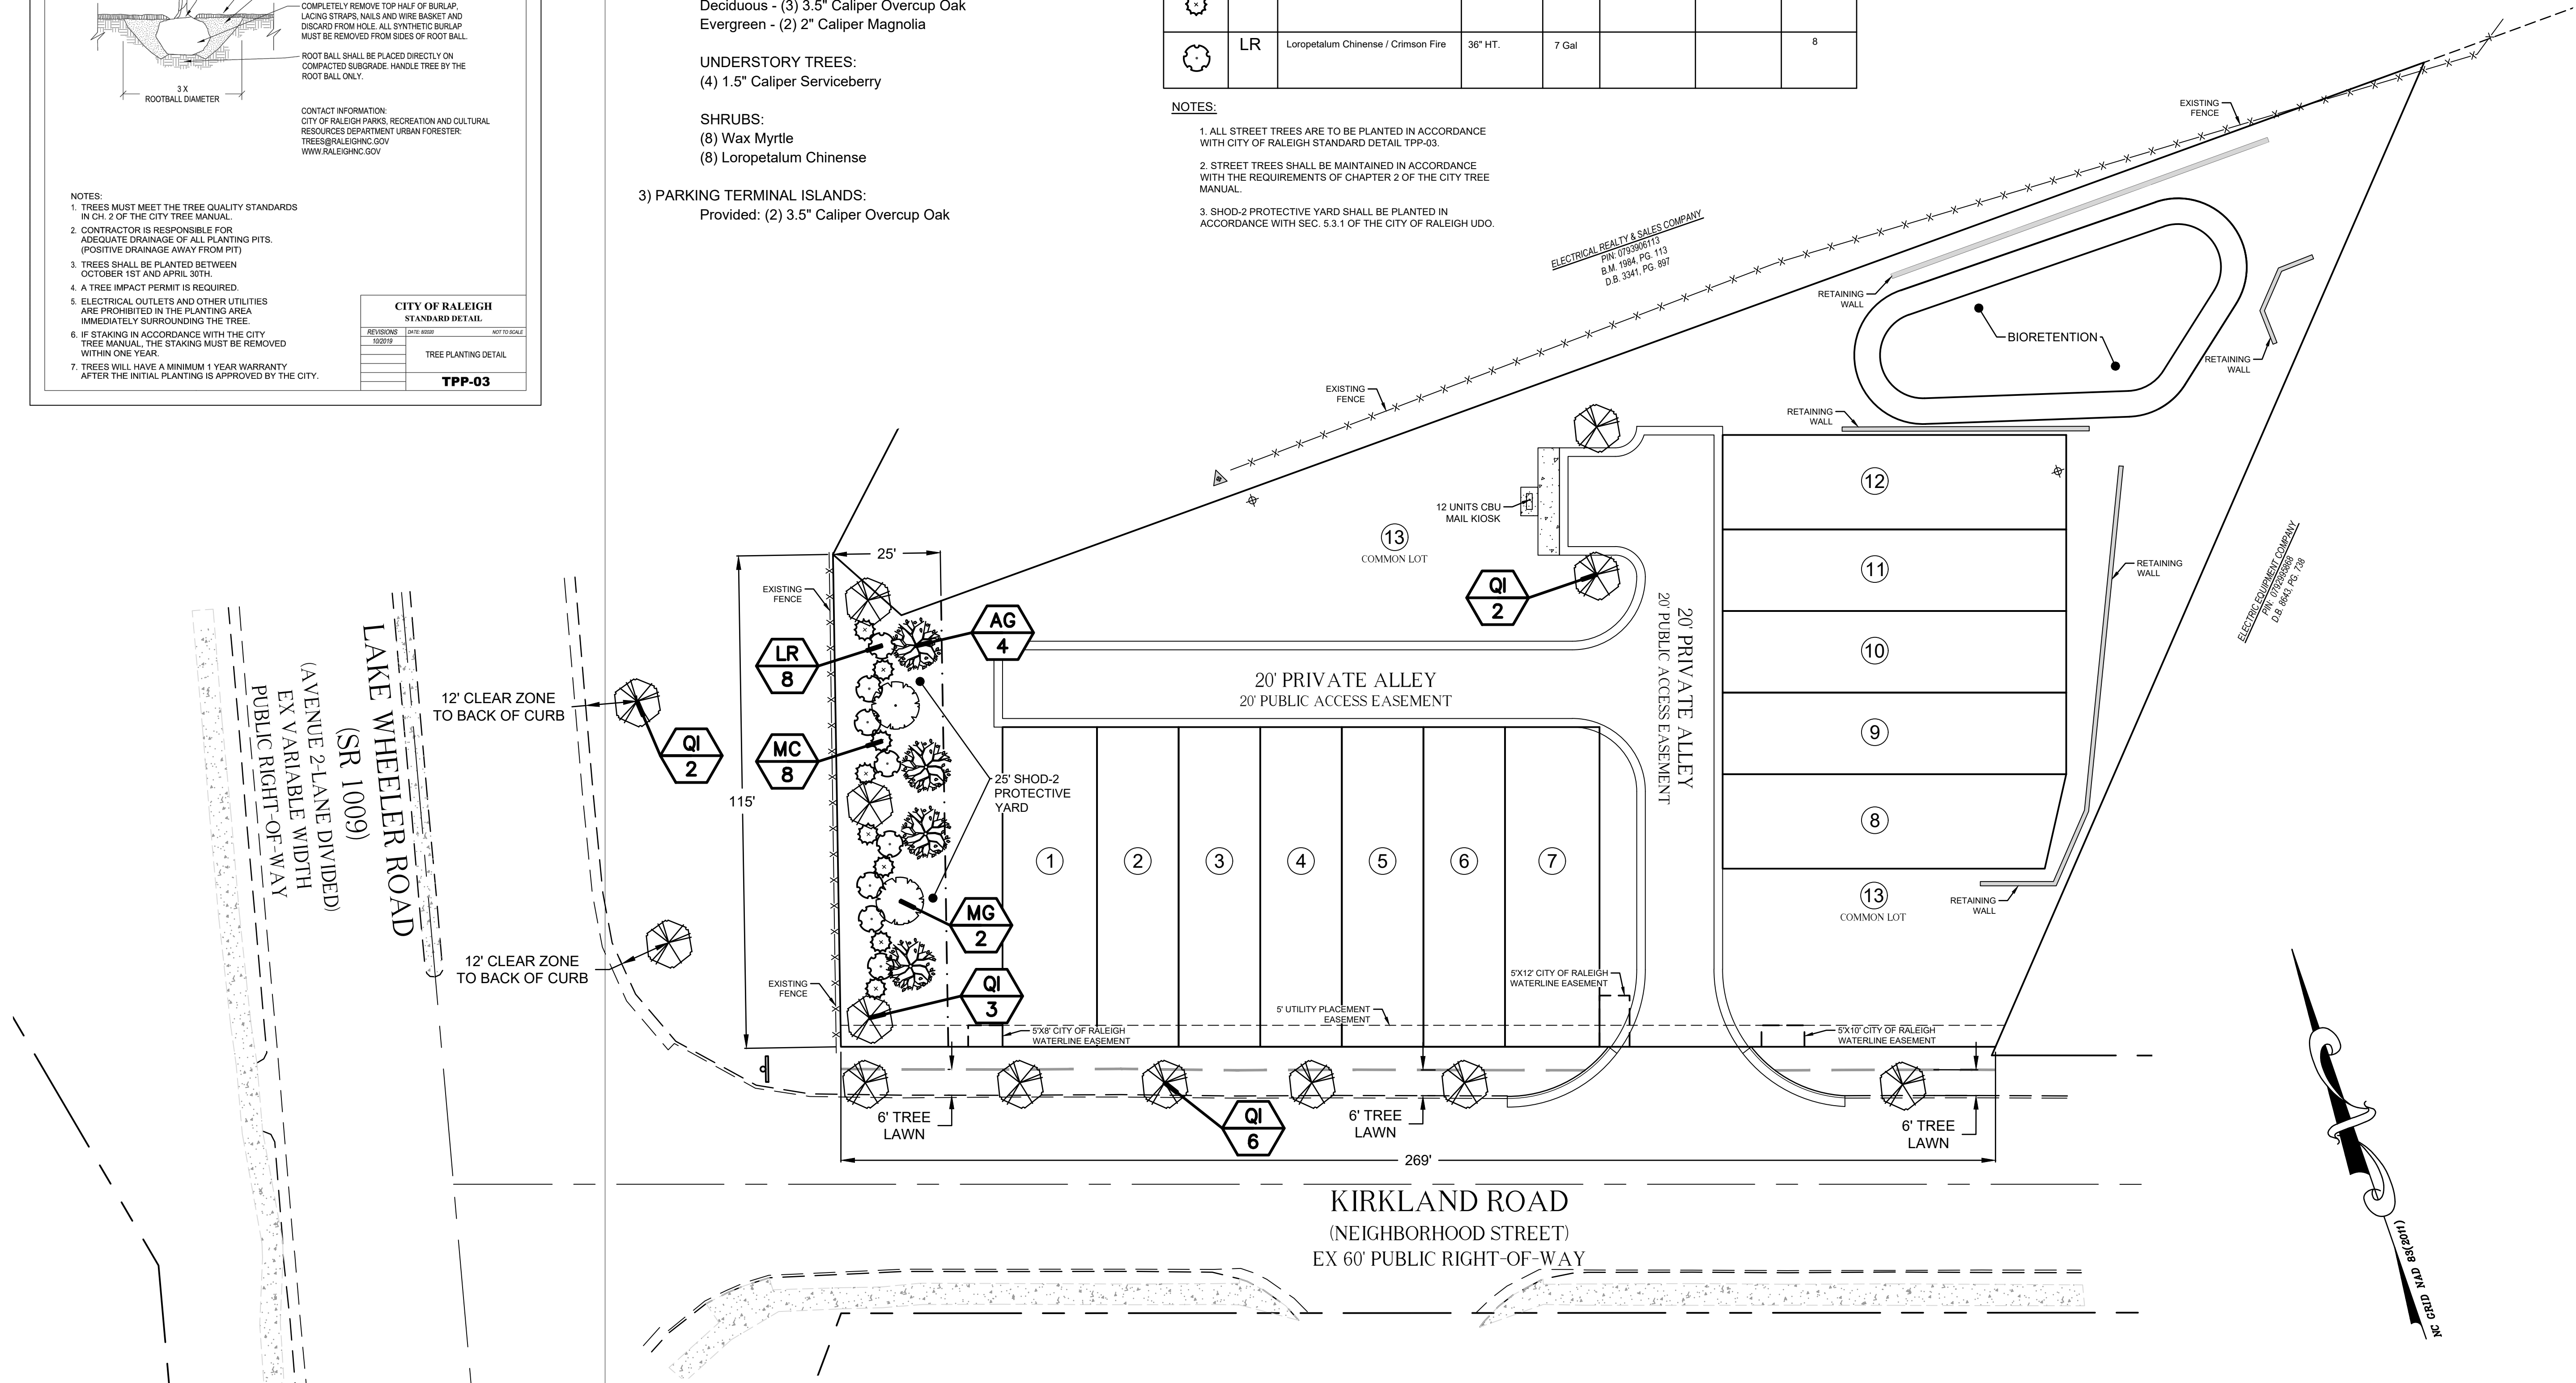 COMPLETELY REMOVE TOP HALF OF BURLAP,
LACING STRAPS, NAILS AND WIRE BASKET AND
DISCARD FROM HOLE. ALL SYNTHETIC BURLAP
MUST BE REMOVED FROM SIDES OF ROOT BALL.
ROOT BALL SHALL BE PLACED DIRECTLY ON
COMPACTED SUBGRADE. HANDLE TREE BY THE
ROOT BALL ONLY.
3 X
ROOTBALL DIAMETER
CONTACT INFORMATION:
CITY OF RALEIGH PARKS, RECREATION AND CULTURAL
RESOURCES DEPARTMENT URBAN FORESTER:
TREES@RALEIGHNC.GOV
WWW.RALEIGHNC.GOV
NOTES:
1. TREES MUST MEET THE TREE QUALITY STANDARDS
IN CH. 2 OF THE CITY TREE MANUAL.
2. CONTRACTOR IS RESPONSIBLE FOR
ADEQUATE DRAINAGE OF ALL PLANTING PITS.
(POSITIVE DRAINAGE AWAY FROM PIT)
3. TREES SHALL BE PLANTED BETWEEN
OCTOBER 1ST AND APRIL 30TH.
4. A TREE IMPACT PERMIT IS REQUIRED.
5. ELECTRICAL OUTLETS AND OTHER UTILITIES
ARE PROHIBITED IN THE PLANTING AREA
IMMEDIATELY SURROUNDING THE TREE.
6. IF STAKING IN ACCORDANCE WITH THE CITY
TREE MANUAL, THE STAKING MUST BE REMOVED
WITHIN ONE YEAR.
7. TREES WILL HAVE A MINIMUM 1 YEAR WARRANTY
AFTER THE INITIAL PLANTING IS APPROVED BY THE CITY.
CITY OF RALEIGH
STANDARD DETAIL
REVISIONS DATE: 8/2020 NOT TO SCALE
10/2019
TREE PLANTING DETAIL
TPP-03
Deciduous - (3) 3.5" Caliper Overcup Oak
Evergreen - (2) 2" Caliper Magnolia
UNDERSTORY TREES:
(4) 1.5" Caliper Serviceberry
SHRUBS:
(8) Wax Myrtle
(8) Loropetalum Chinense
3) PARKING TERMINAL ISLANDS:
Provided: (2) 3.5" Caliper Overcup Oak
LR Loropetalum Chinense / Crimson Fire 36" HT. 7 Gal 8
NOTES:
1. ALL STREET TREES ARE TO BE PLANTED IN ACCORDANCE
WITH CITY OF RALEIGH STANDARD DETAIL TPP-03.
2. STREET TREES SHALL BE MAINTAINED IN ACCORDANCE
WITH THE REQUIREMENTS OF CHAPTER 2 OF THE CITY TREE
MANUAL.
3. SHOD-2 PROTECTIVE YARD SHALL BE PLANTED IN
ACCORDANCE WITH SEC. 5.3.1 OF THE CITY OF RALEIGH UDO.
ELECTRICAL REALTY & SALES COMPANY
PIN: 0793906113
B.M. 1984, PG. 113
D.B. 3341, PG. 897
EXISTING
FENCE
RETAINING
WALL
BIORETENTION
RETAINING
WALL
EXISTING
FENCE
RETAINING
WALL
12 UNITS CBU
MAIL KIOSK
13
COMMON LOT
QI
2
12
11
10
9
8
RETAINING
WALL
ELECTRIC EQUIPMENT COMPANY
PIN: 0792995868
D.B. 8643, PG. 738
13
COMMON LOT
RETAINING
WALL
25'
EXISTING
FENCE
AG
4
LR
8
MC
8
115'
25' SHOD-2
PROTECTIVE
YARD
MG
2
QI
3
EXISTING
FENCE
20' PRIVATE ALLEY
20' PUBLIC ACCESS EASEMENT
20' PRIVATE ALLEY
20' PUBLIC ACCESS EASEMENT
1
2
3
4
5
6
7
12' CLEAR ZONE
TO BACK OF CURB
QI
2
12' CLEAR ZONE
TO BACK OF CURB
LAKE WHEELER ROAD
(SR 1009)
(AVENUE 2-LANE DIVIDED)
EX VARIABLE WIDTH
PUBLIC RIGHT-OF-WAY
5'X12' CITY OF RALEIGH
WATERLINE EASEMENT
5' UTILITY PLACEMENT
EASEMENT
5'X8' CITY OF RALEIGH
WATERLINE EASEMENT
5'X10' CITY OF RALEIGH
WATERLINE EASEMENT
6' TREE
LAWN
QI
6
6' TREE
LAWN
6' TREE
LAWN
269'
KIRKLAND ROAD
(NEIGHBORHOOD STREET)
EX 60' PUBLIC RIGHT-OF-WAY
NC GRID NAD 83(2011)